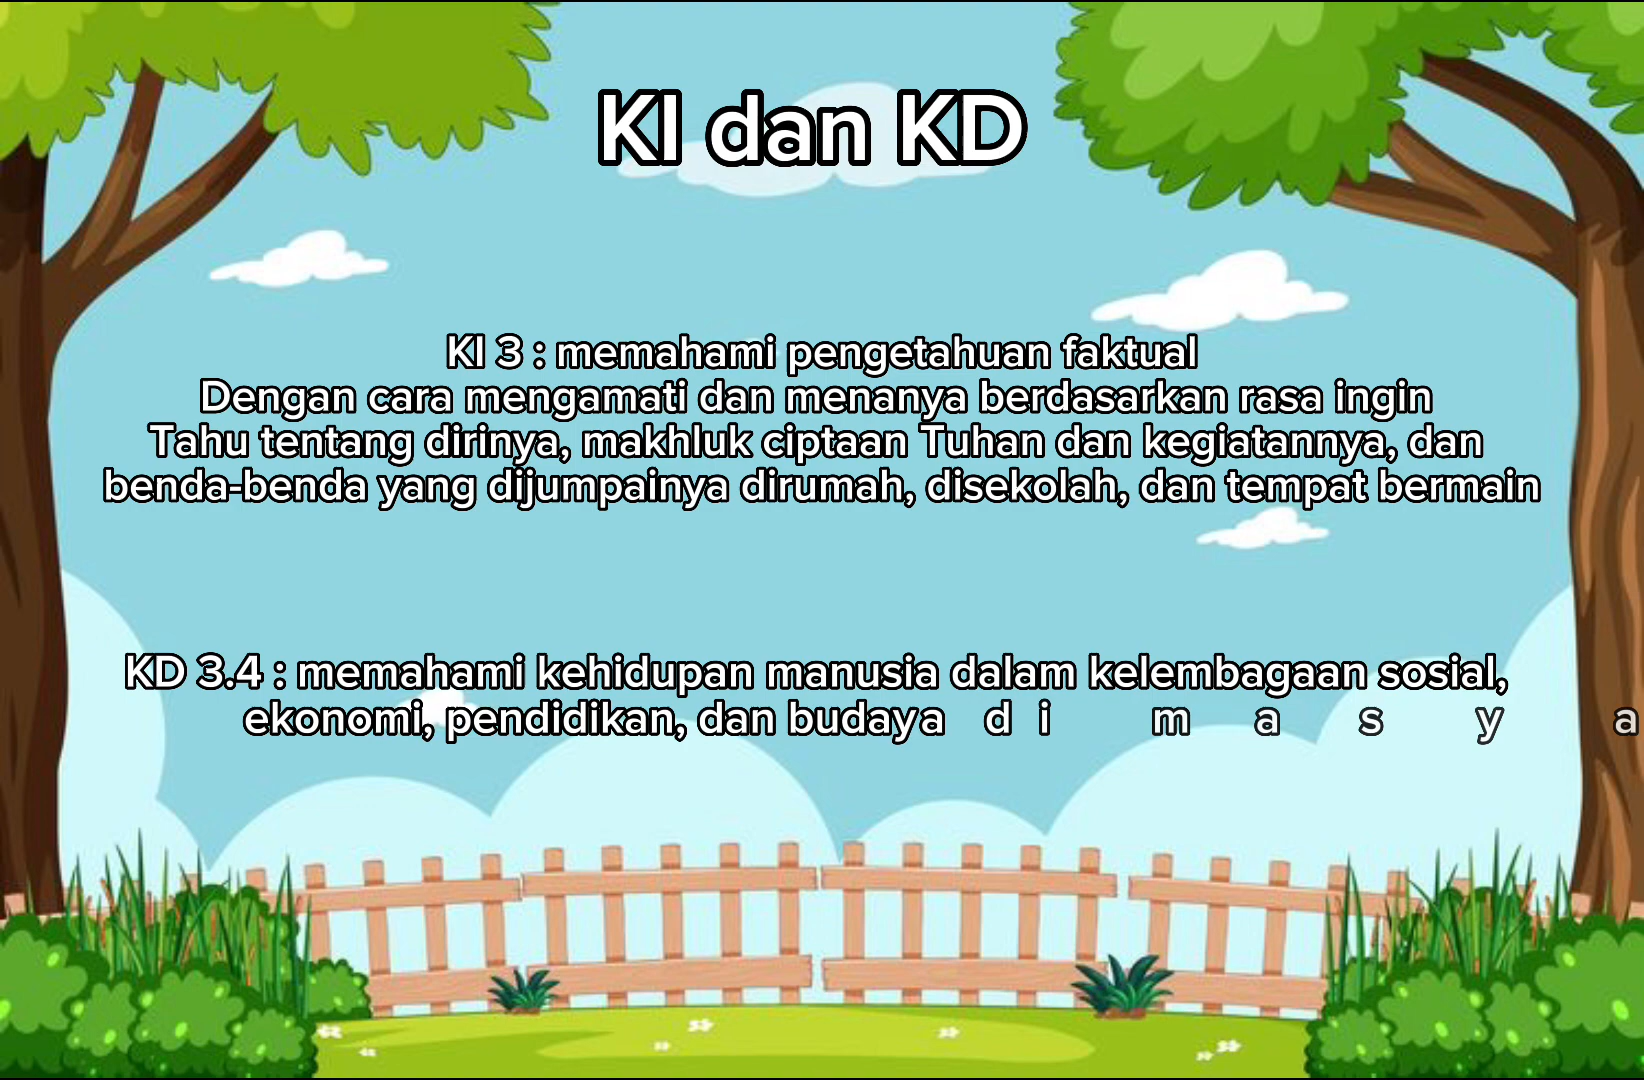 KI dan KD
KI 3 : memahami pengetahuan faktual
Dengan cara mengamati dan menanya berdasarkan rasa ingin
Tahu tentang dirinya, makhluk ciptaan Tuhan dan kegiatannya, dan
benda-benda yang dijumpainya dirumah, disekolah, dan tempat bermain
KD 3.4 : memahami kehidupan manusia dalam kelembagaan sosial,
ekonomi, pendidikan, dan budaya d i m a s y a